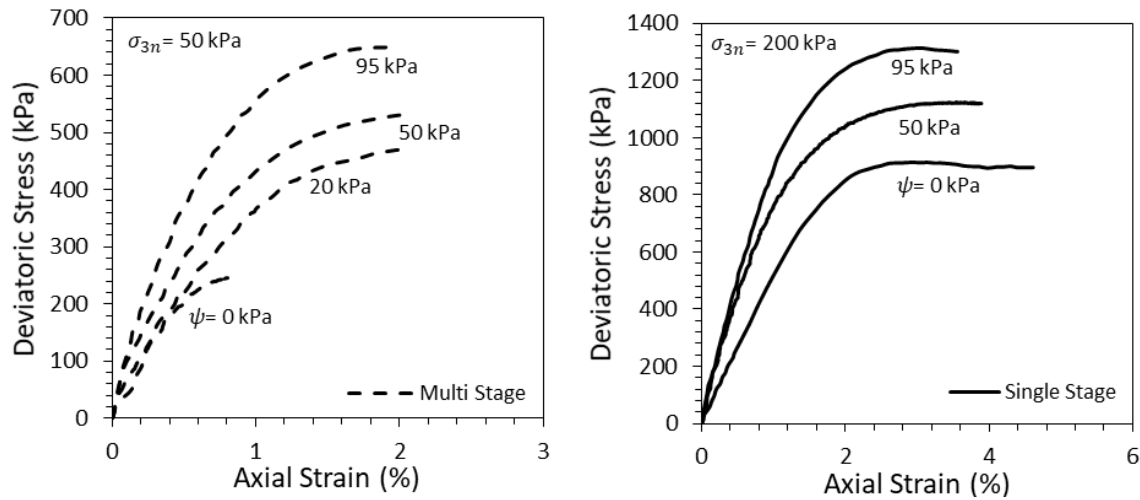 700
600
500
400
300
200
100
0
Deviatoric Stress (kPa)
σ3n = 50 kPa
95 kPa
50 kPa
20 kPa
ψ= 0 kPa
Multi Stage
0 1 2 3
Axial Strain (%)
1400
1200
1000
800
600
400
200
0
Deviatoric Stress (kPa)
σ3n = 200 kPa
95 kPa
50 kPa
ψ= 0 kPa
Single Stage
0 2 4 6
Axial Strain (%)